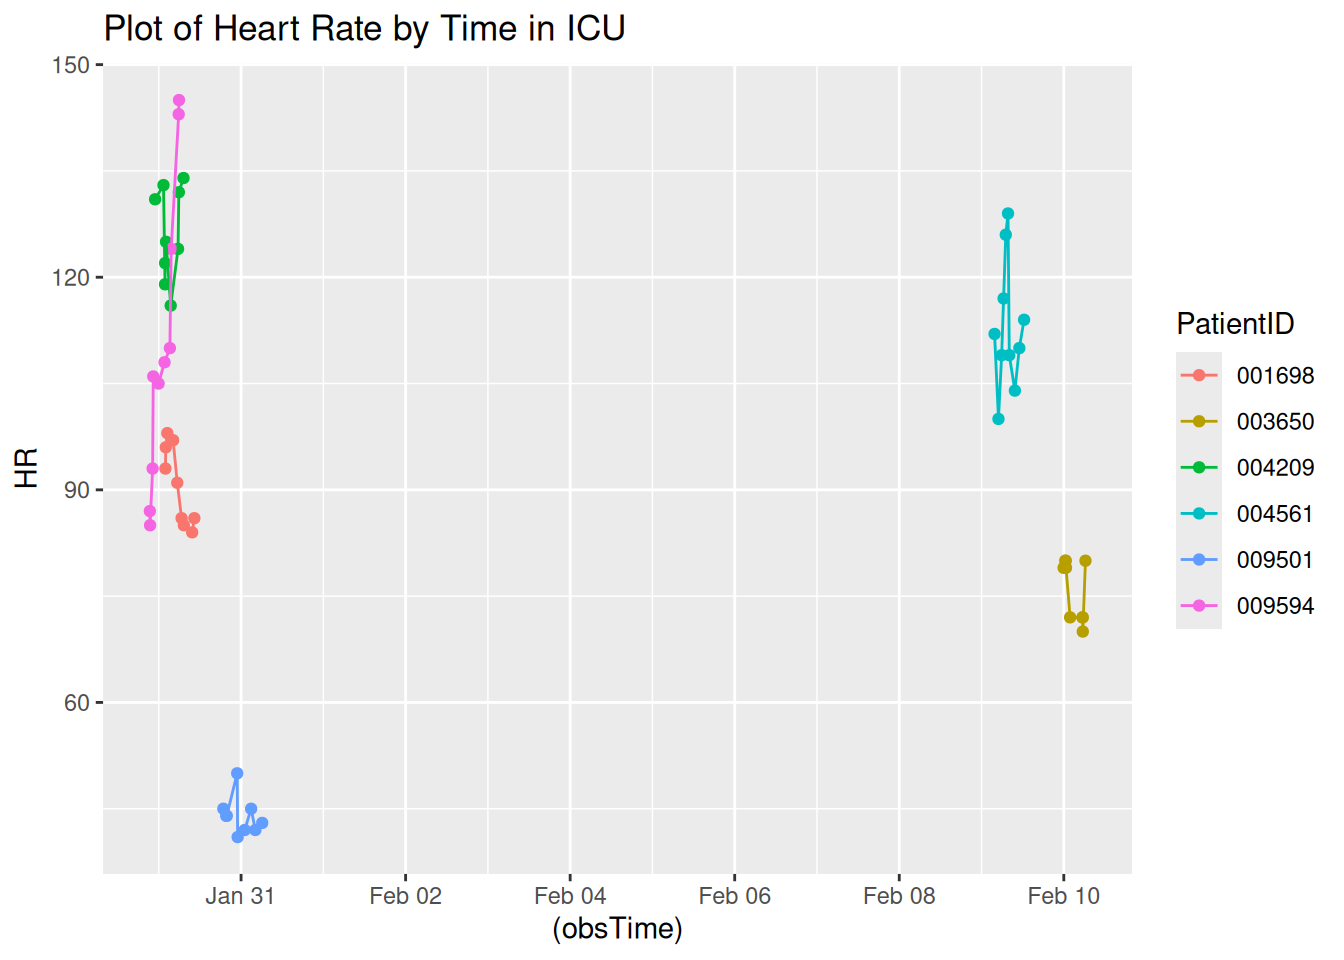 Plot of Heart Rate by Time in ICU
150
120
90
60
HR
Jan 31 Feb 02 Feb 04 Feb 06 Feb 08 Feb 10
(obsTime)
PatientID
001698
003650
004209
004561
009501
009594